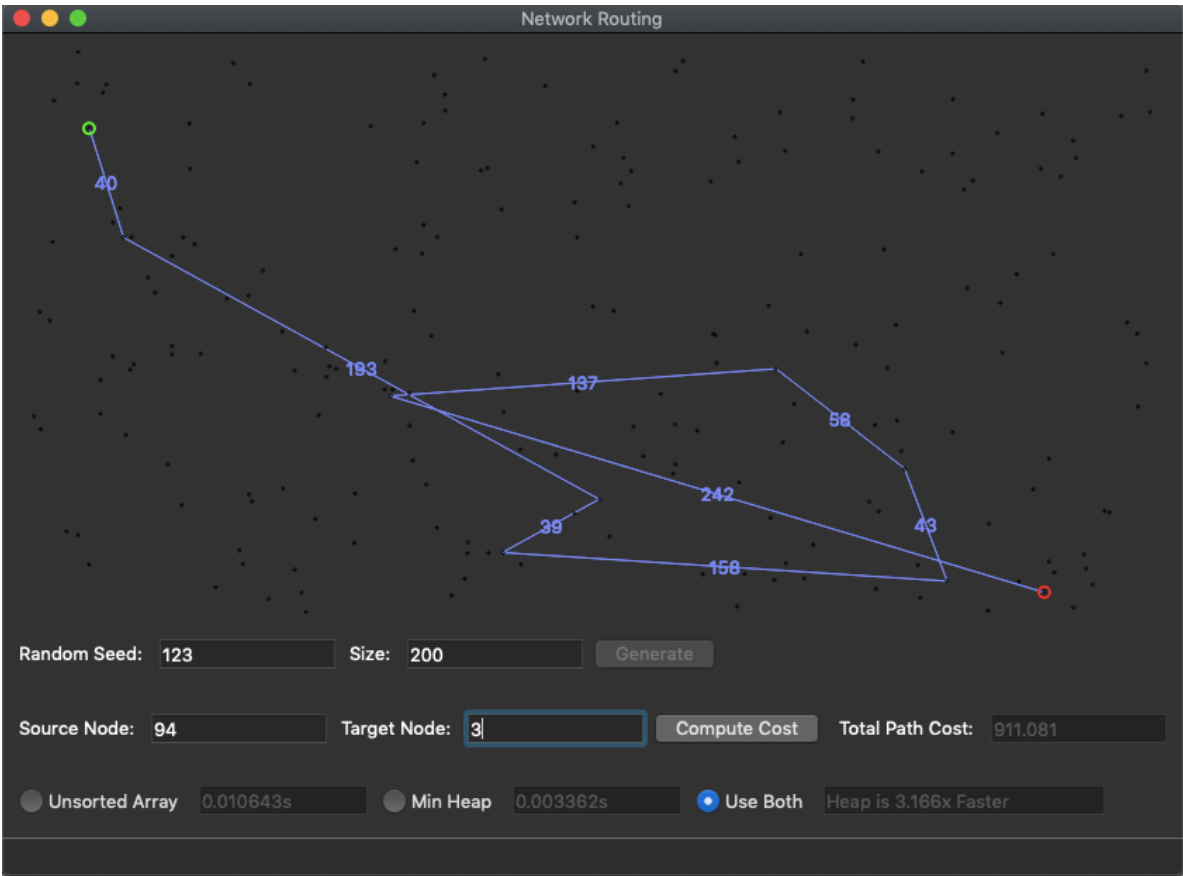 Network Routing
40
193
137
58
242
39
43
158
Random Seed: 123 Size: 200 Generate
Source Node: 94 Target Node: 3 Compute Cost Total Path Cost: 911.081
Unsorted Array 0.010643s Min Heap 0.003362s Use Both Heap is 3.166x Faster